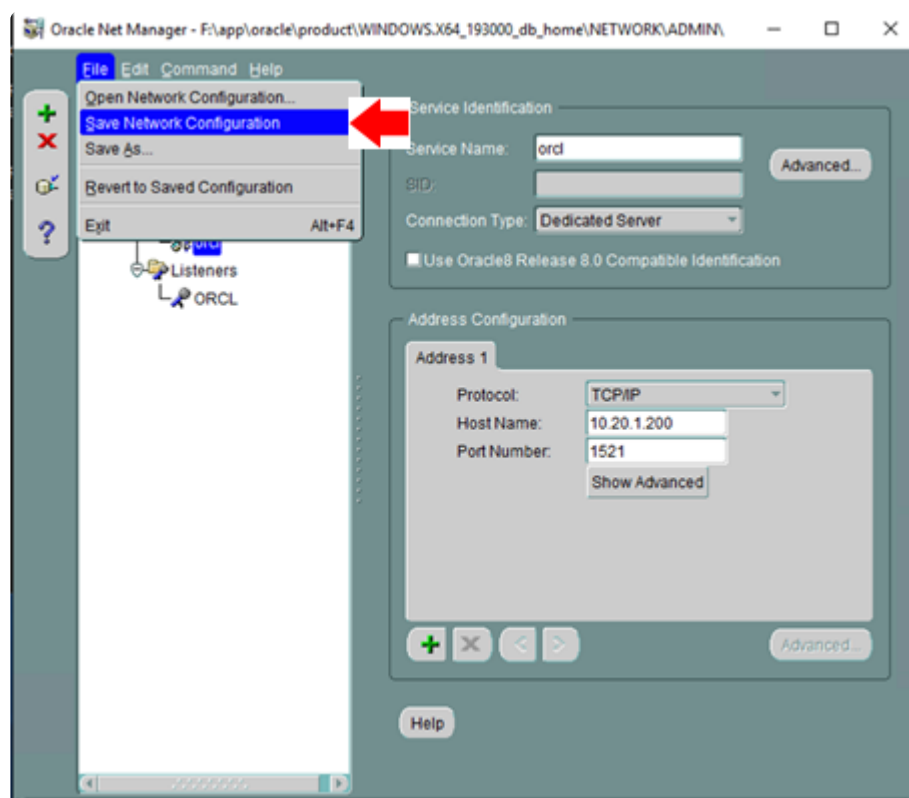 Oracle Net Manager - F:\app\oracle\product\WINDOWS.X64_193000_db_home\NETWORK\ADMIN\
File Edit Command Help
Open Network Configuration...
Save Network Configuration
Save As...
Revert to Saved Configuration
Exit Alt+F4
orcl
Listeners
ORCL
Service Identification
Service Name: orcl
Advanced...
SID:
Connection Type: Dedicated Server
Use Oracle8 Release 8.0 Compatible Identification
Address Configuration
Address 1
Protocol: TCP/IP
Host Name: 10.20.1.200
Port Number: 1521
Show Advanced
Advanced...
Help